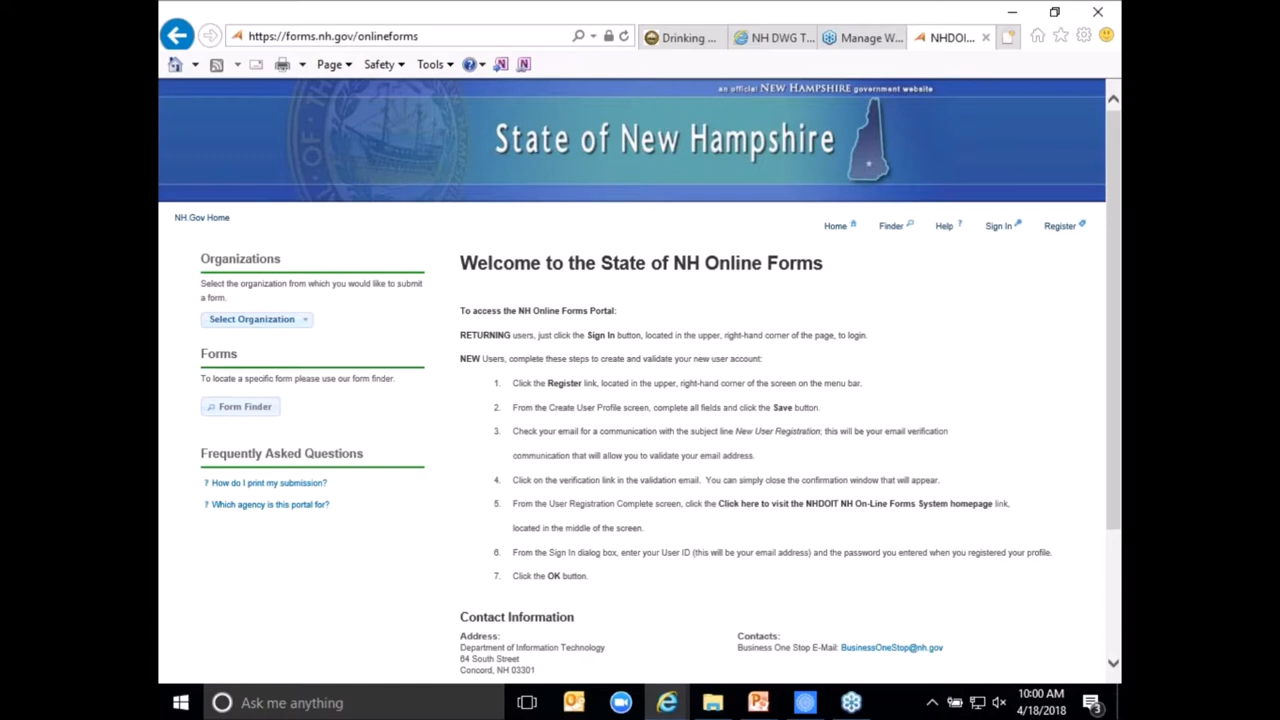 https://forms.nh.gov/onlineforms
Drinking ...
NH DWG T...
Manage W...
NHDOI...
Page
Safety
Tools
an official NEW HAMPSHIRE government website
State of New Hampshire
NH.Gov Home
Home
Finder
Help
Sign In
Register
Organizations
Select the organization from which you would like to submit
a form.
Select Organization
Forms
To locate a specific form please use our form finder.
Form Finder
Frequently Asked Questions
? How do I print my submission?
? Which agency is this portal for?
Welcome to the State of NH Online Forms
To access the NH Online Forms Portal:
RETURNING users, just click the Sign In button, located in the upper, right-hand corner of the page, to login.
NEW Users, complete these steps to create and validate your new user account:
1. Click the Register link, located in the upper, right-hand corner of the screen on the menu bar.
2. From the Create User Profile screen, complete all fields and click the Save button.
3. Check your email for a communication with the subject line New User Registration; this will be your email verification
communication that will allow you to validate your email address.
4. Click on the verification link in the validation email. You can simply close the confirmation window that will appear.
5. From the User Registration Complete screen, click the Click here to visit the NHDOIT NH On-Line Forms System homepage link,
located in the middle of the screen.
6. From the Sign In dialog box, enter your User ID (this will be your email address) and the password you entered when you registered your profile.
7. Click the OK button.
Contact Information
Address:
Department of Information Technology
64 South Street
Concord, NH 03301
Contacts:
Business One Stop E-Mail: BusinessOneStop@nh.gov
Ask me anything
10:00 AM
4/18/2018
3